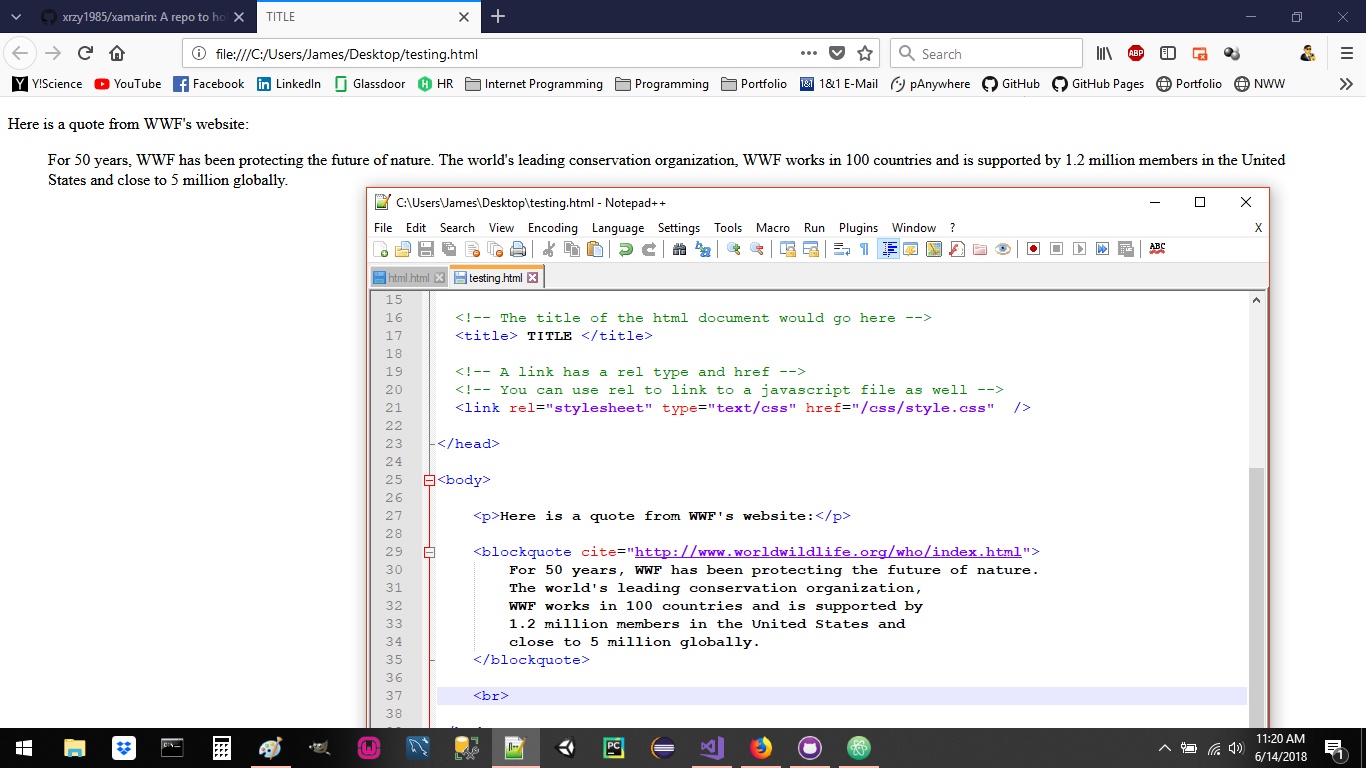 xrzy1985/xamarin: A repo to ho
TITLE
file:///C:/Users/James/Desktop/testing.html
Search
ABP
Y!Science YouTube Facebook LinkedIn Glassdoor HR Internet Programming Programming Portfolio 1&1 E-Mail pAnywhere GitHub GitHub Pages Portfolio NWW
Here is a quote from WWF's website:
For 50 years, WWF has been protecting the future of nature. The world's leading conservation organization, WWF works in 100 countries and is supported by 1.2 million members in the United
States and close to 5 million globally.
C:\Users\James\Desktop\testing.html - Notepad++
File Edit Search View Encoding Language Settings Tools Macro Run Plugins Window ? X
ABC
html.html testing.html
15
16 <!-- The title of the html document would go here -->
17 <title> TITLE </title>
18
19 <!-- A link has a rel type and href -->
20 <!-- You can use rel to link to a javascript file as well -->
21 <link rel="stylesheet" type="text/css" href="/css/style.css" />
22
23 </head>
24
25 <body>
26
27 <p>Here is a quote from WWF's website:</p>
28
29 <blockquote cite="http://www.worldwildlife.org/who/index.html">
30 For 50 years, WWF has been protecting the future of nature.
31 The world's leading conservation organization,
32 WWF works in 100 countries and is supported by
33 1.2 million members in the United States and
34 close to 5 million globally.
35 </blockquote>
36
37 <br>
38
PC
11:20 AM
6/14/2018
1